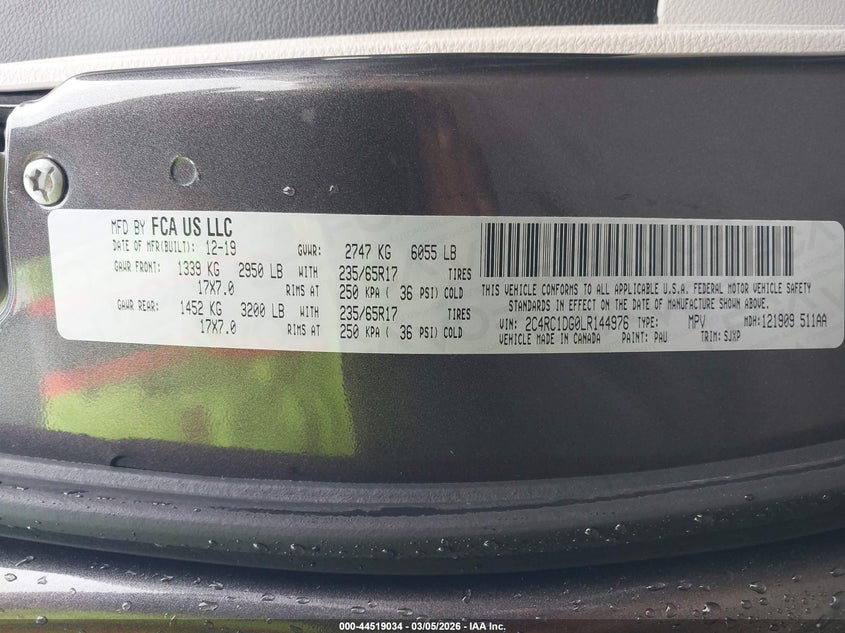 MFD BY FCA US LLC
DATE OF MFR(BUILT): 12-19 GVWR: 2747 KG 6055 LB
GAWR FRONT: 1339 KG 2950 LB WITH 235/65R17 TIRES
17X7.0 RIMS AT 250 KPA ( 36 PSI) COLD
GAWR REAR: 1452 KG 3200 LB WITH 235/65R17 TIRES
17X7.0 RIMS AT 250 KPA ( 36 PSI) COLD
THIS VEHICLE CONFORMS TO ALL APPLICABLE U.S.A. FEDERAL MOTOR VEHICLE SAFETY
STANDARDS IN EFFECT ON THE DATE OF MANUFACTURE SHOWN ABOVE.
VIN: 2C4RC1DG0LR144976 TYPE: MPV MDH:121909 511AA
VEHICLE MADE IN CANADA PAINT: PAU TRIM: SJXP
000-44519034 - 03/05/2026 - IAA Inc.